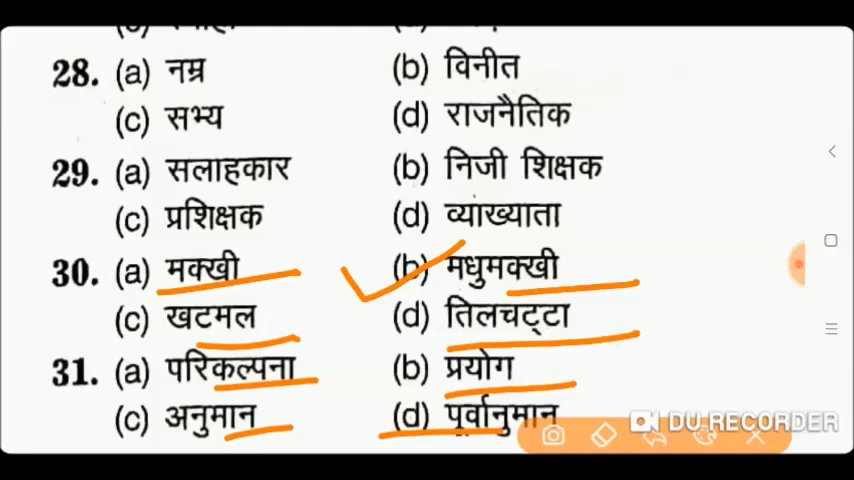 28. (a) नम्र (b) विनीत
(c) सभ्य (d) राजनैतिक
29. (a) सलाहकार (b) निजी शिक्षक
(c) प्रशिक्षक (d) व्याख्याता
30. (a) मक्खी (b) मधुमक्खी
(c) खटमल (d) तिलचट्टा
31. (a) परिकल्पना (b) प्रयोग
(c) अनुमान (d) पूर्वानुमान
DU RECORDER